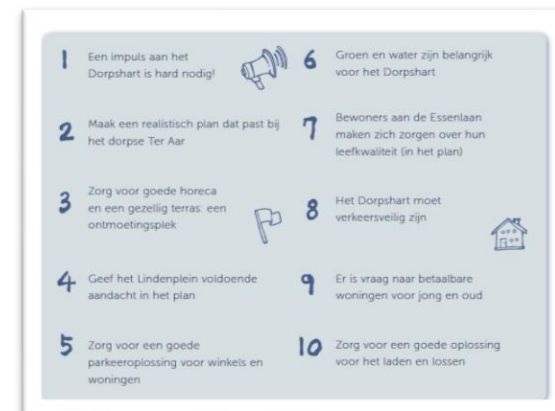 1 Een impuls aan het
Dorpshart is hard nodig!
2 Maak een realistisch plan dat past bij
het dorpse Ter Aar
3 Zorg voor goede horeca
en een gezellig terras: een
ontmoetingsplek
4 Geef het Lindenplein voldoende
aandacht in het plan
5 Zorg voor een goede
parkeeroplossing voor winkels en
woningen
6 Groen en water zijn belangrijk
voor het Dorpshart
7 Bewoners aan de Essenlaan
maken zich zorgen over hun
leefkwaliteit (in het plan)
8 Het Dorpshart moet
verkeersveilig zijn
9 Er is vraag naar betaalbare
woningen voor jong en oud
10 Zorg voor een goede oplossing
voor het laden en lossen